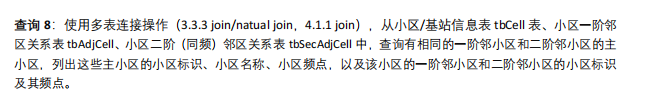 查询 8：使用多表连接操作（3.3.3 join/natual join，4.1.1 join），从小区/基站信息表 tbCell 表、小区一阶邻
区关系表 tbAdjCell、小区二阶（同频）邻区关系表 tbSecAdjCell 中，查询有相同的一阶邻小区和二阶邻小区的主
小区，列出这些主小区的小区标识、小区名称、小区频点，以及该小区的一阶邻小区和二阶邻小区的小区标识
及其频点。